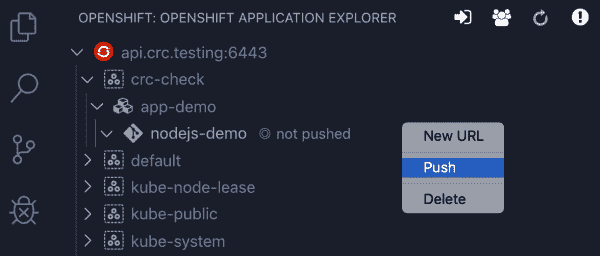 OPENSHIFT: OPENSHIFT APPLICATION EXPLORER
api.crc.testing:6443
crc-check
app-demo
nodejs-demo not pushed
New URL
default
Push
kube-node-lease
kube-public
Delete
kube-system